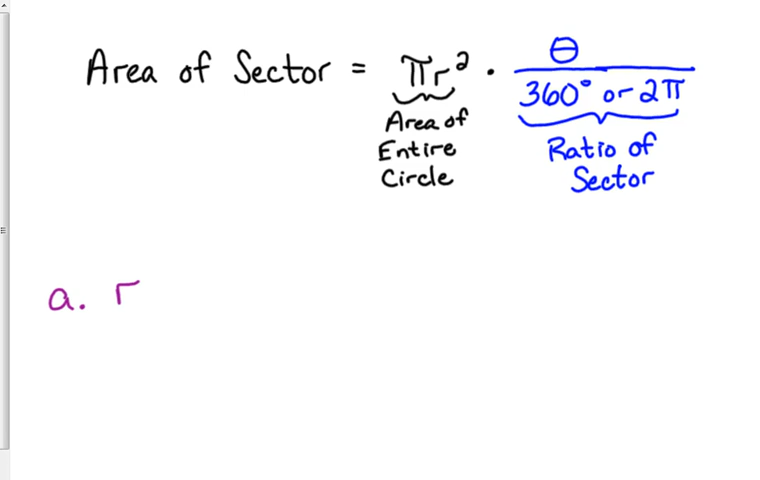 Area of Sector = πr² · θ / 360° or 2π
Area of Entire Circle
Ratio of Sector
a. r